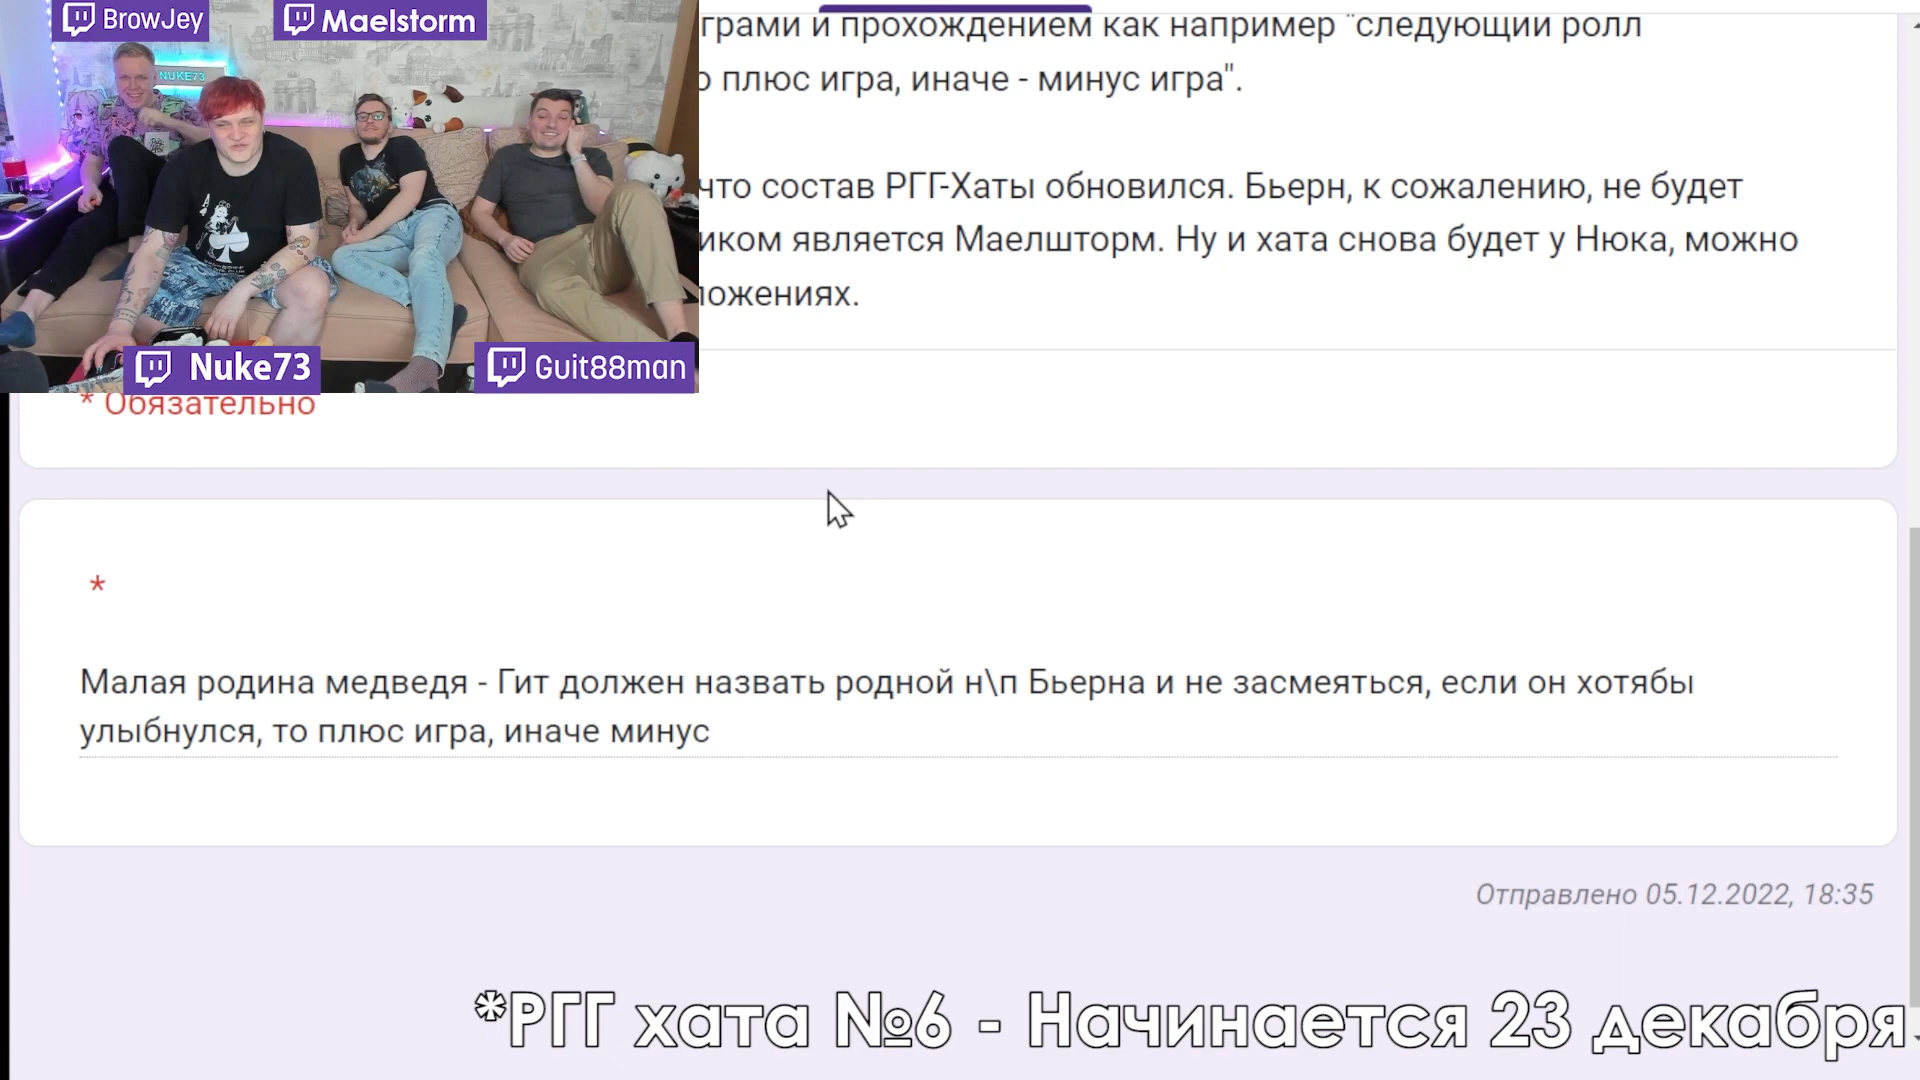 BrowJey
Maelstorm
NUKE73
Nuke73
Guit88man
грами и прохождением как например "следующий ролл
о плюс игра, иначе - минус игра".
что состав РГГ-Хаты обновился. Бьерн, к сожалению, не будет
иком является Маелшторм. Ну и хата снова будет у Нюка, можно
ложениях.
* Обязательно
*
Малая родина медведя - Гит должен назвать родной н\п Бьерна и не засмеяться, если он хотябы
улыбнулся, то плюс игра, иначе минус
Отправлено 05.12.2022, 18:35
*РГГ хата №6 - Начинается 23 декабря